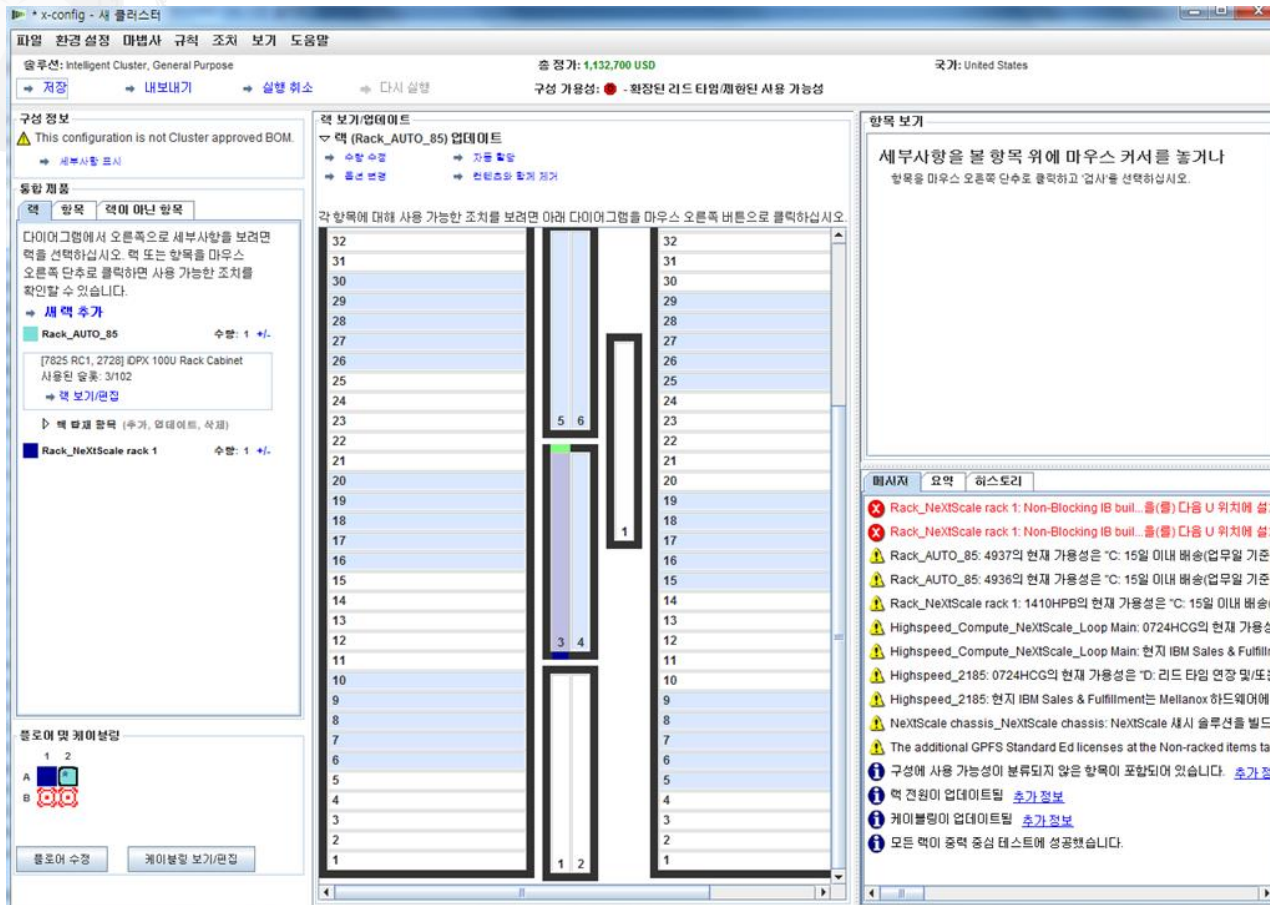 * x-config - 새 클러스터
파일 환경 설정 마법사 규칙 조치 보기 도움말
솔루션: Intelligent Cluster, General Purpose
총 정가: 1,132,700 USD
국가: United States
저장 내보내기 실행 취소 다시 실행
구성 가용성: - 확장된 리드 타임/제한된 사용 가능성
구성 정보
This configuration is not Cluster approved BOM.
세부사항 표시
통합 제품
랙 항목 랙이 아닌 항목
다이어그램에서 오른쪽으로 세부사항을 보려면
랙을 선택하십시오. 랙 또는 항목을 마우스
오른쪽 단추로 클릭하면 사용 가능한 조치를
확인할 수 있습니다.
새 랙 추가
Rack_AUTO_85 수량: 1 +/-
[7825 RC1, 2728] iDPX 100U Rack Cabinet
사용된 슬롯: 3/102
랙 보기/편집
랙 탑재 항목 (추가, 업데이트, 삭제)
Rack_NeXtScale rack 1 수량: 1 +/-
플로어 및 케이블링
1 2
A
B
플로어 수정 케이블링 보기/편집
랙 보기/업데이트
랙 (Rack_AUTO_85) 업데이트
수량 수정 자동 할당
옵션 변경 컨텐츠와 함께 제거
각 항목에 대해 사용 가능한 조치를 보려면 아래 다이어그램을 마우스 오른쪽 버튼으로 클릭하십시오.
32 32
31 31
30 30
29 29
28 28
27 27
26 26
25 25
24 24
23 5 6 23
22 22
21 21
20 20
19 19
18 18
17 1 17
16 16
15 15
14 14
13 13
12 3 4 12
11 11
10 10
9 9
8 8
7 7
6 6
5 5
4 4
3 3
2 2
1 1 2 1
항목 보기
세부사항을 볼 항목 위에 마우스 커서를 놓거나
항목을 마우스 오른쪽 단추로 클릭하고 '검사'를 선택하십시오.
메시지 요약 히스토리
Rack_NeXtScale rack 1: Non-Blocking IB buil...을(를) 다음 U 위치에 설
Rack_NeXtScale rack 1: Non-Blocking IB buil...을(를) 다음 U 위치에 설
Rack_AUTO_85: 4937의 현재 가용성은 "C: 15일 이내 배송(업무일 기준
Rack_AUTO_85: 4936의 현재 가용성은 "C: 15일 이내 배송(업무일 기준
Rack_NeXtScale rack 1: 1410HPB의 현재 가용성은 "C: 15일 이내 배송(
Highspeed_Compute_NeXtScale_Loop Main: 0724HCG의 현재 가용성
Highspeed_Compute_NeXtScale_Loop Main: 현지 IBM Sales & Fulfill
Highspeed_2185: 0724HCG의 현재 가용성은 "D: 리드 타임 연장 및/또는
Highspeed_2185: 현지 IBM Sales & Fulfillment는 Mellanox 하드웨어에
NeXtScale chassis_NeXtScale chassis: NeXtScale 섀시 솔루션을 빌드
The additional GPFS Standard Ed licenses at the Non-racked items ta
구성에 사용 가능성이 분류되지 않은 항목이 포함되어 있습니다. 추가 정
랙 전원이 업데이트됨 추가 정보
케이블링이 업데이트됨 추가 정보
모든 랙이 중력 중심 테스트에 성공했습니다.